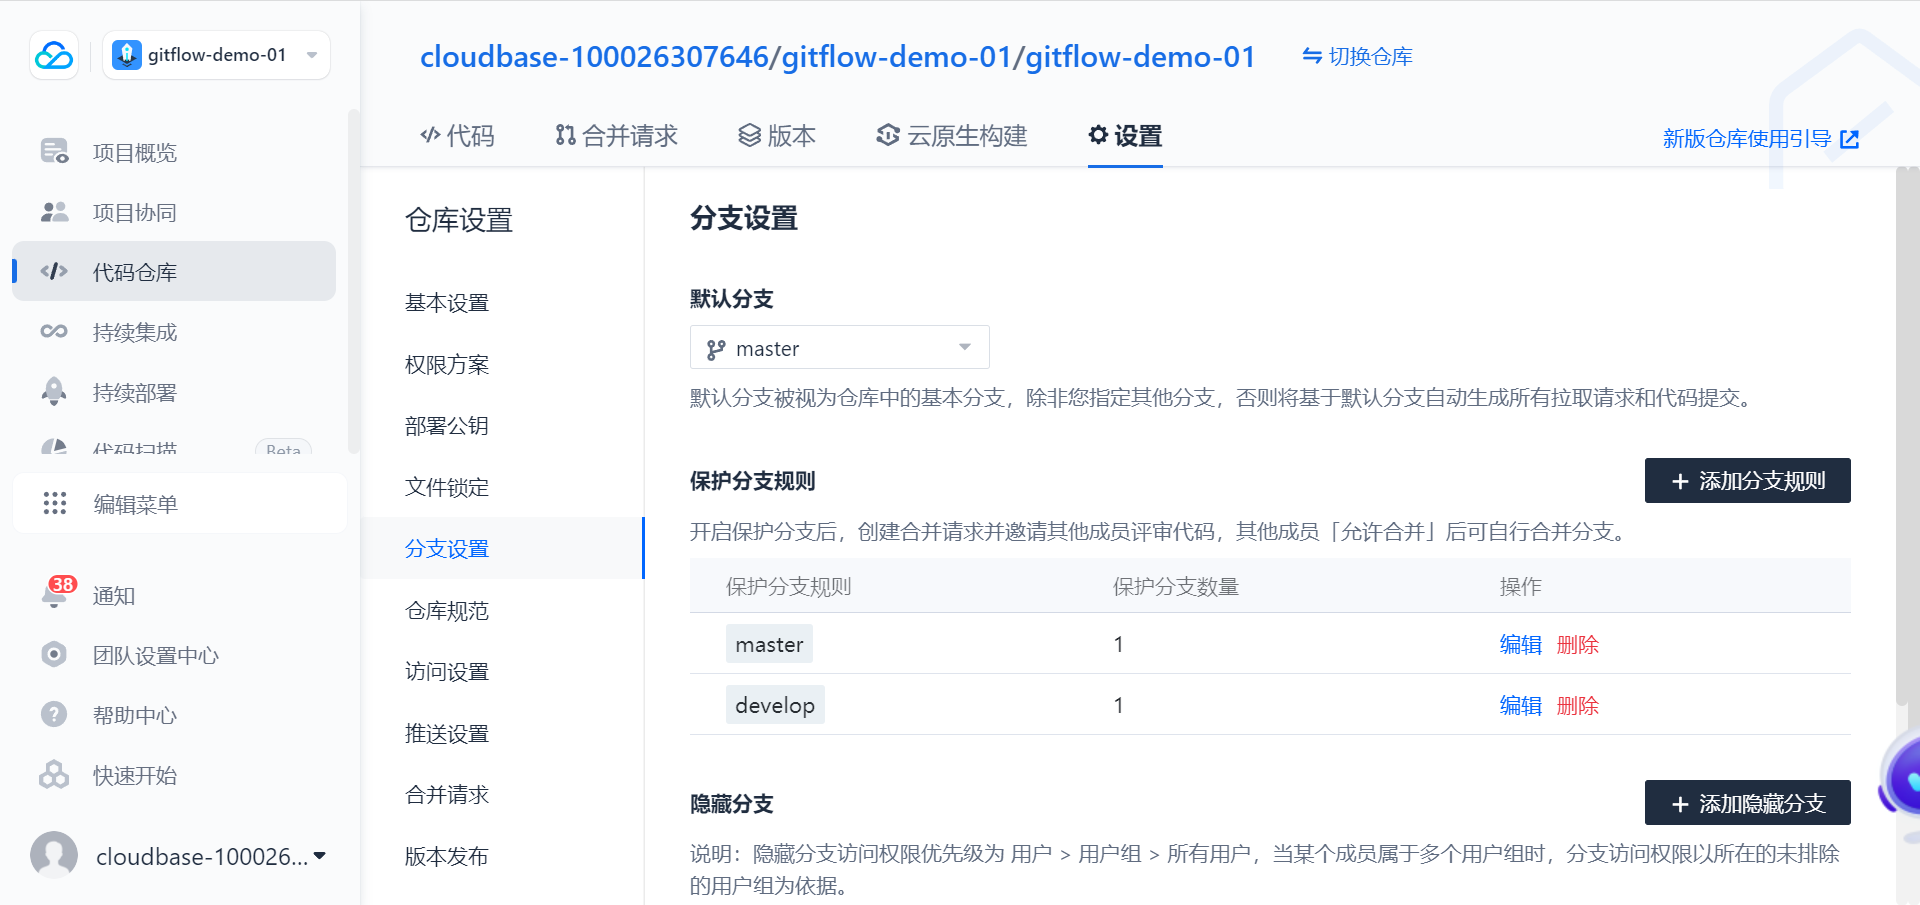 gitflow-demo-01
项目概览
项目协同
代码仓库
持续集成
持续部署
代码扫描 Beta
编辑菜单
38
通知
团队设置中心
帮助中心
快速开始
cloudbase-100026...
cloudbase-100026307646/gitflow-demo-01/gitflow-demo-01 切换仓库
代码 合并请求 版本 云原生构建 设置
新版仓库使用引导
仓库设置
基本设置
权限方案
部署公钥
文件锁定
分支设置
仓库规范
访问设置
推送设置
合并请求
版本发布
分支设置
默认分支
master
默认分支被视为仓库中的基本分支，除非您指定其他分支，否则将基于默认分支自动生成所有拉取请求和代码提交。
保护分支规则
+ 添加分支规则
开启保护分支后，创建合并请求并邀请其他成员评审代码，其他成员「允许合并」后可自行合并分支。
保护分支规则 保护分支数量 操作
master 1 编辑 删除
develop 1 编辑 删除
隐藏分支
+ 添加隐藏分支
说明：隐藏分支访问权限优先级为 用户 > 用户组 > 所有用户，当某个成员属于多个用户组时，分支访问权限以所在的未排除
的用户组为依据。